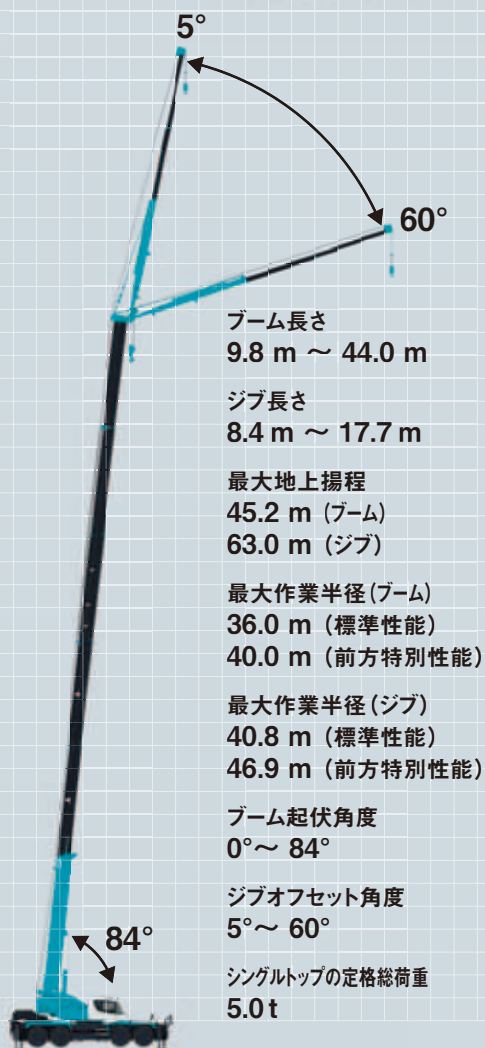 5°
60°
ブーム長さ
9.8 m ～ 44.0 m
ジブ長さ
8.4 m ～ 17.7 m
最大地上揚程
45.2 m (ブーム)
63.0 m (ジブ)
最大作業半径(ブーム)
36.0 m (標準性能)
40.0 m (前方特別性能)
最大作業半径(ジブ)
40.8 m (標準性能)
46.9 m (前方特別性能)
ブーム起伏角度
0°～ 84°
ジブオフセット角度
5°～ 60°
84°
シングルトップの定格総荷重
5.0 t